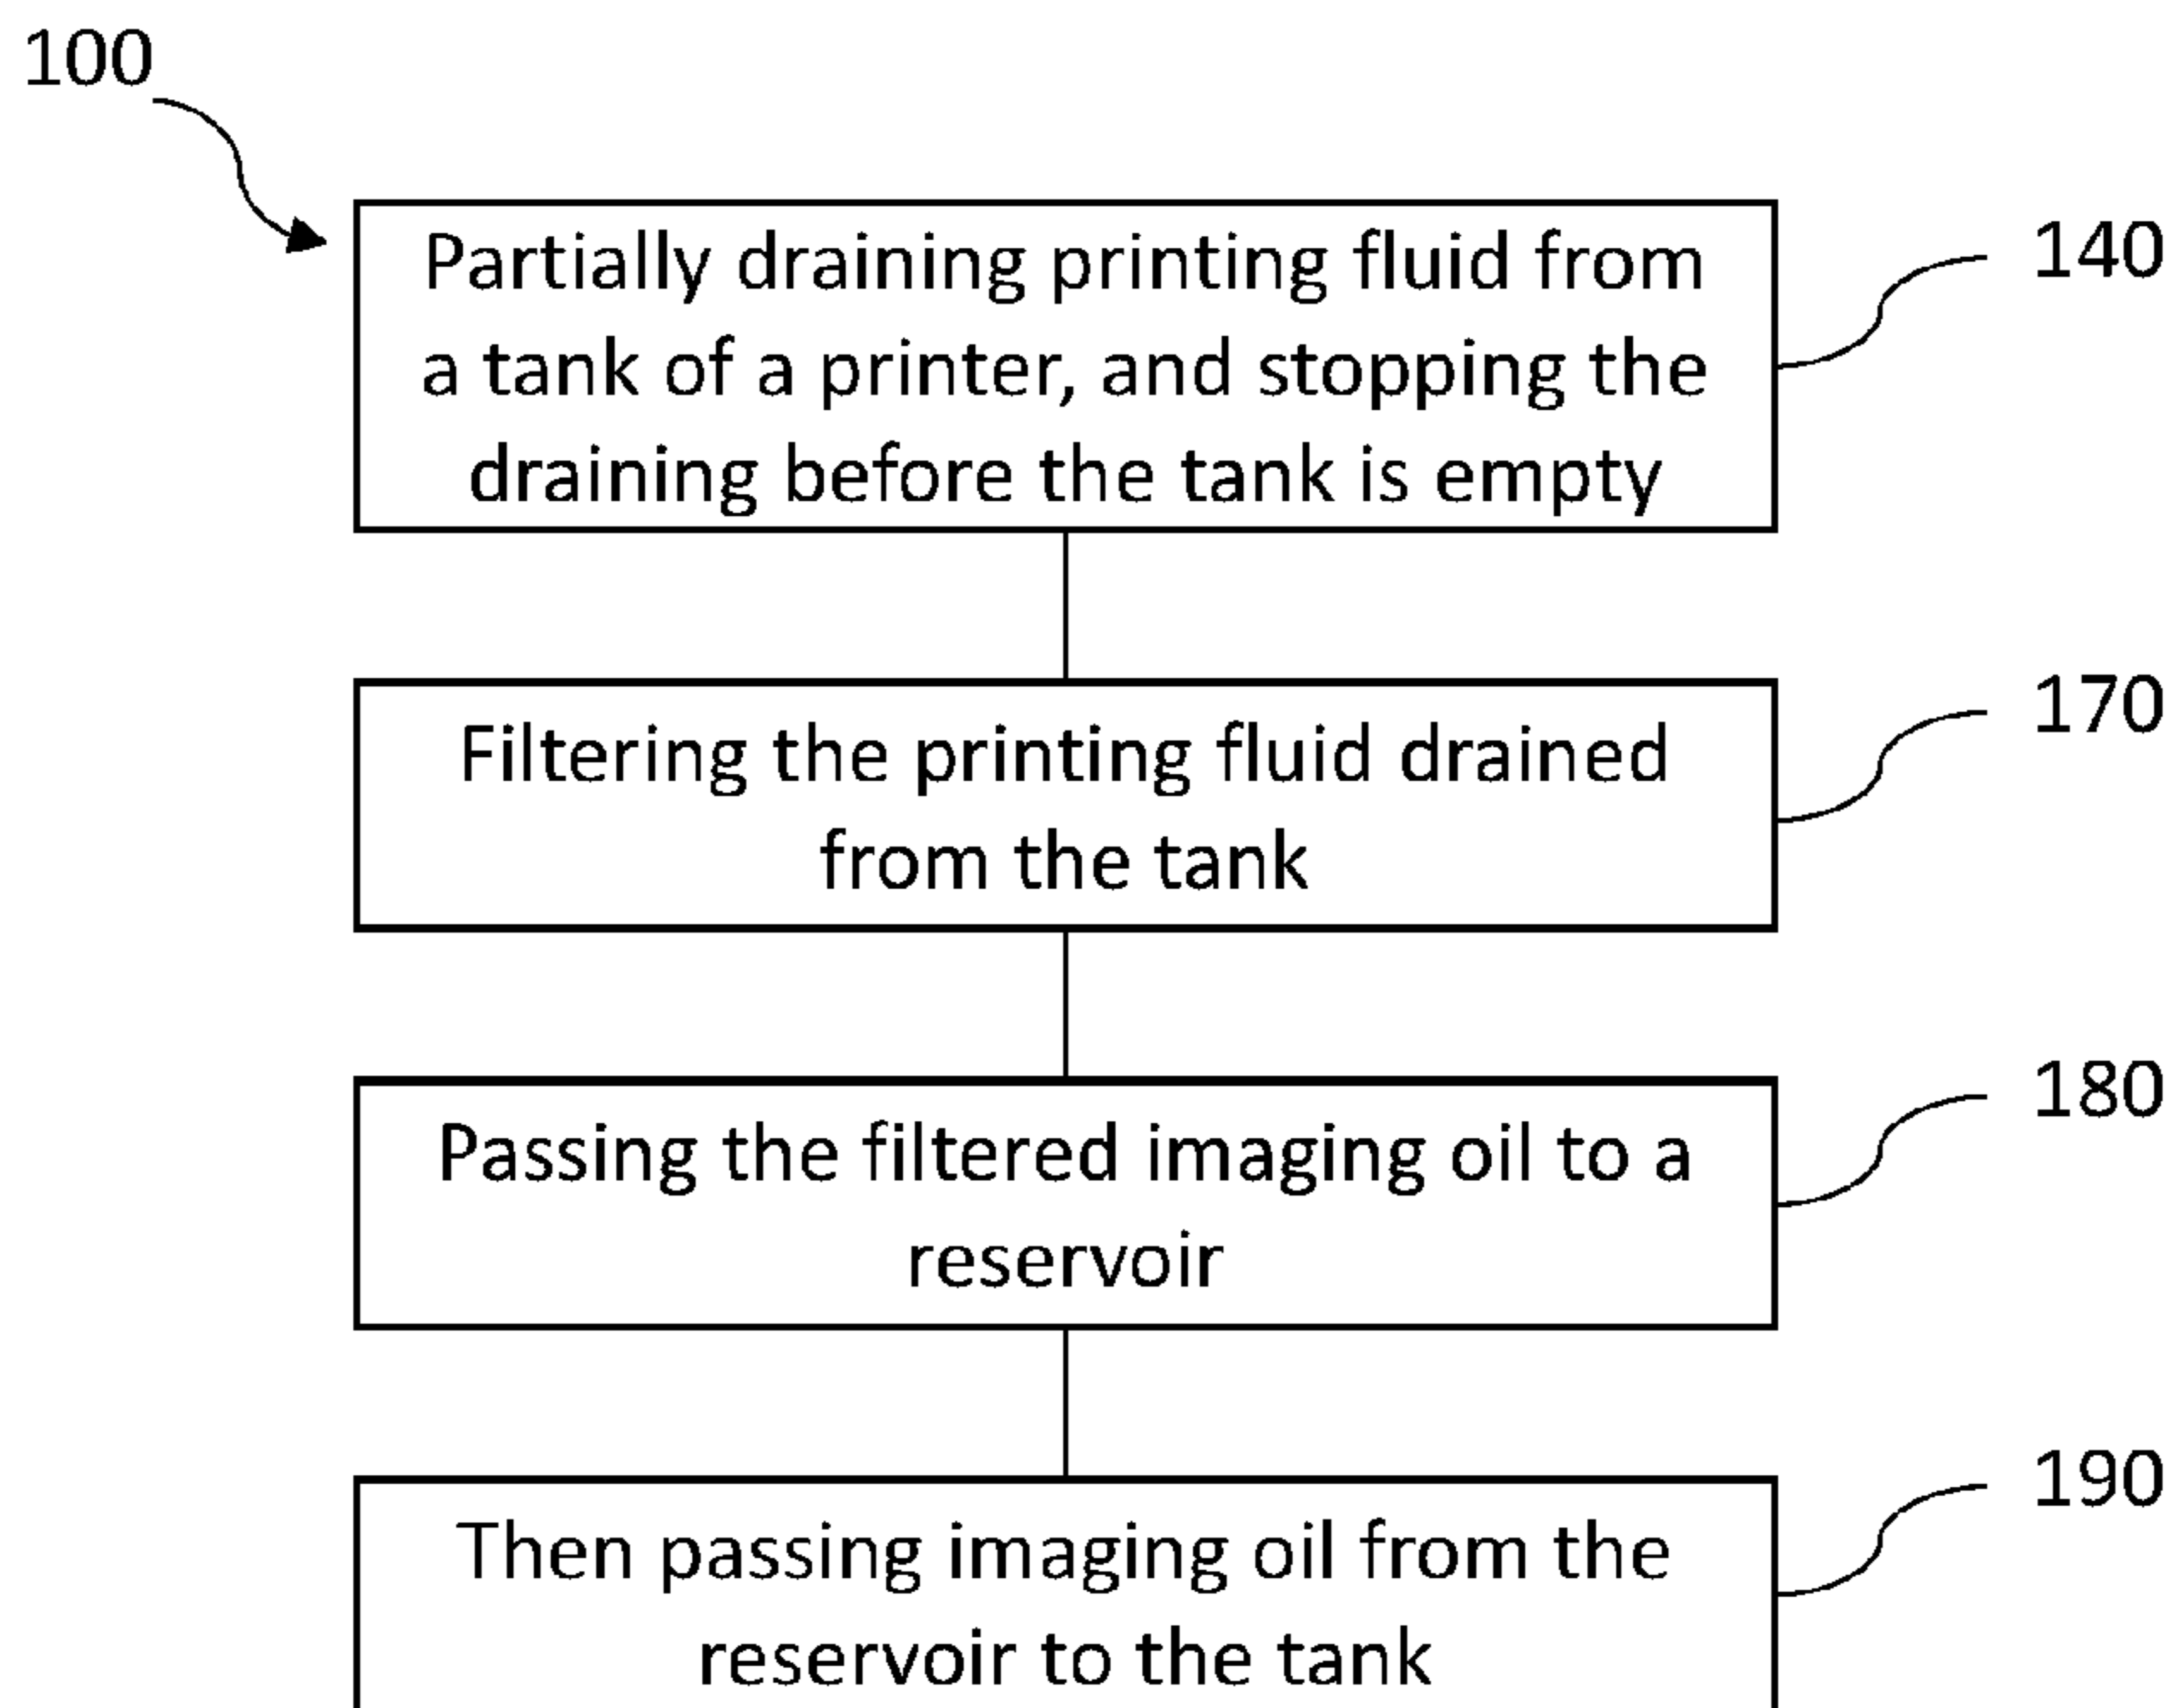 100
Partially draining printing fluid from
a tank of a printer, and stopping the
draining before the tank is empty
140
Filtering the printing fluid drained
from the tank
170
Passing the filtered imaging oil to a
reservoir
180
Then passing imaging oil from the
reservoir to the tank
190